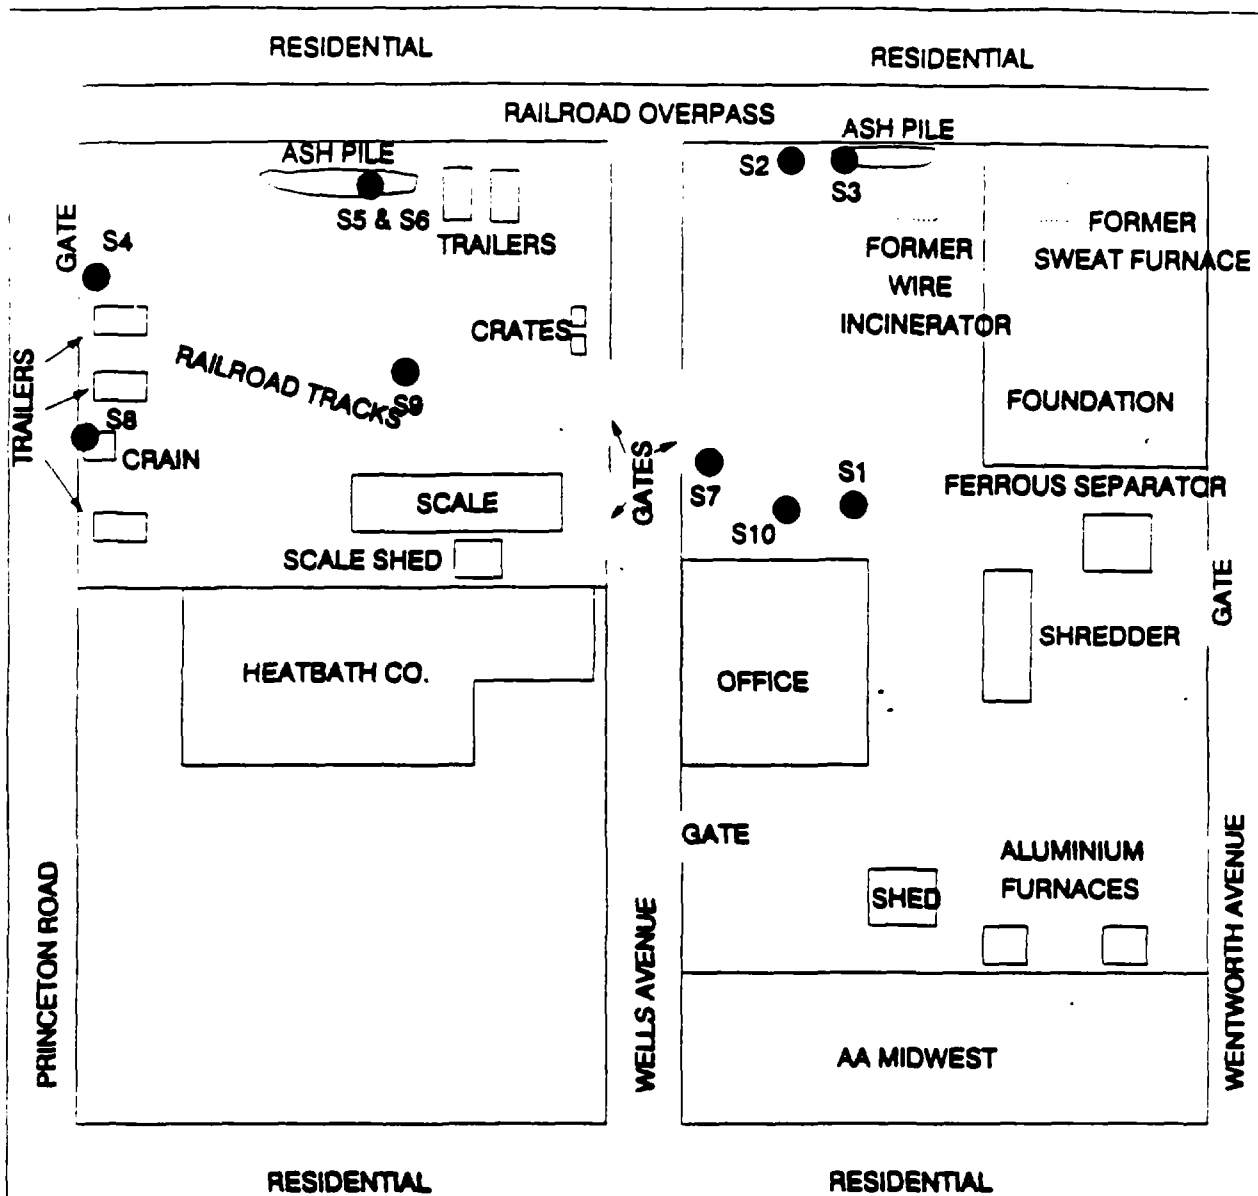 RESIDENTIAL
RESIDENTIAL
RAILROAD OVERPASS
ASH PILE
ASH PILE
S2
S3
S5 & S6
TRAILERS
GATE
S4
FORMER
WIRE
INCINERATOR
FORMER
SWEAT FURNACE
CRATES
TRAILERS
RAILROAD TRACKS
S9
S8
CRAIN
FOUNDATION
GATES
S7
S10
S1
FERROUS SEPARATOR
SCALE
SCALE SHED
GATE
HEATBATH CO.
OFFICE
SHREDDER
GATE
ALUMINIUM
FURNACES
SHED
PRINCETON ROAD
WELLS AVENUE
WENTWORTH AVENUE
AA MIDWEST
RESIDENTIAL
RESIDENTIAL